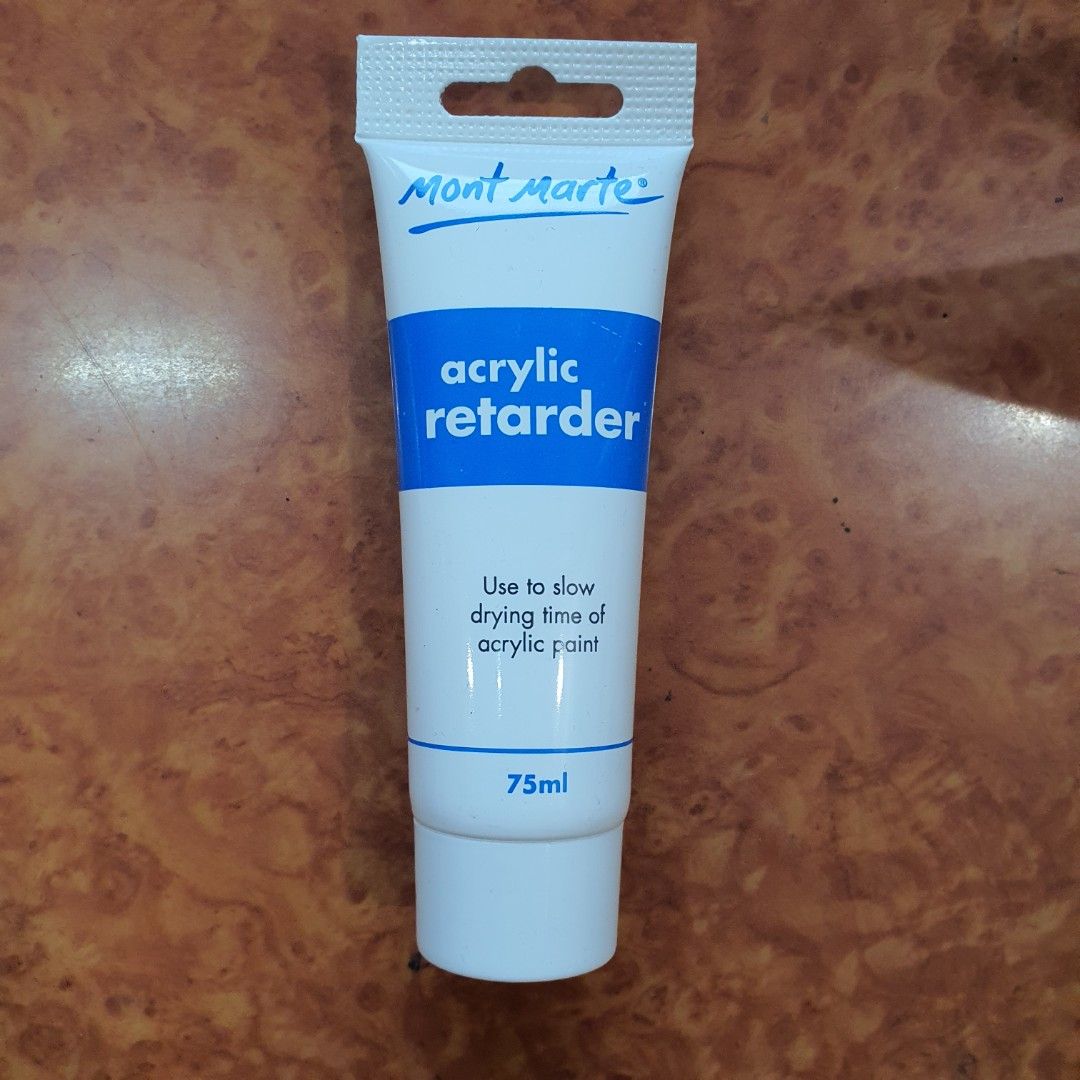 Mont Marte®
acrylic
retarder
Use to slow
drying time of
acrylic paint
75ml